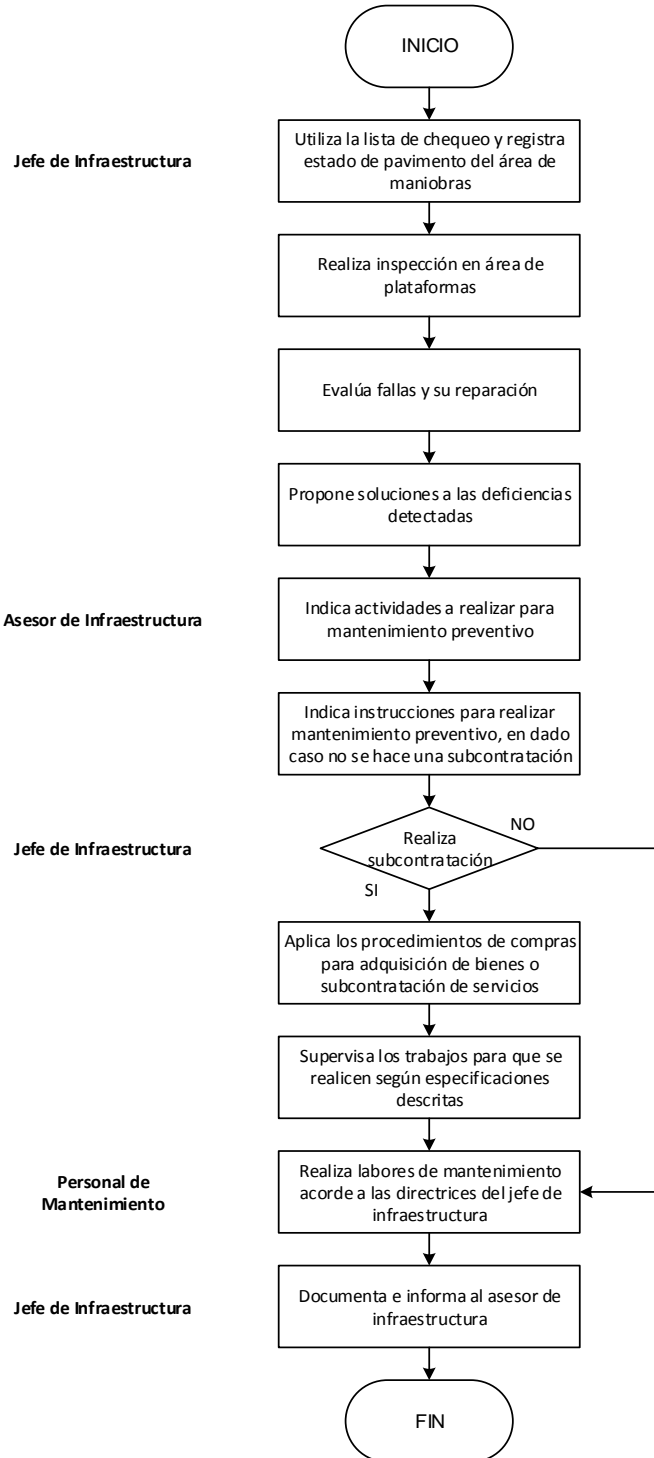 INICIO
Jefe de Infraestructura
Utiliza la lista de chequeo y registra
estado de pavimento del área de
maniobras
Realiza inspección en área de
plataformas
Evalúa fallas y su reparación
Propone soluciones a las deficiencias
detectadas
Asesor de Infraestructura
Indica actividades a realizar para
mantenimiento preventivo
Indica instrucciones para realizar
mantenimiento preventivo, en dado
caso no se hace una subcontratación
Jefe de Infraestructura
Realiza
subcontratación
NO
SI
Aplica los procedimientos de compras
para adquisición de bienes o
subcontratación de servicios
Supervisa los trabajos para que se
realicen según especificaciones
descritas
Personal de
Mantenimiento
Realiza labores de mantenimiento
acorde a las directrices del jefe de
infraestructura
Jefe de Infraestructura
Documenta e informa al asesor de
infraestructura
FIN